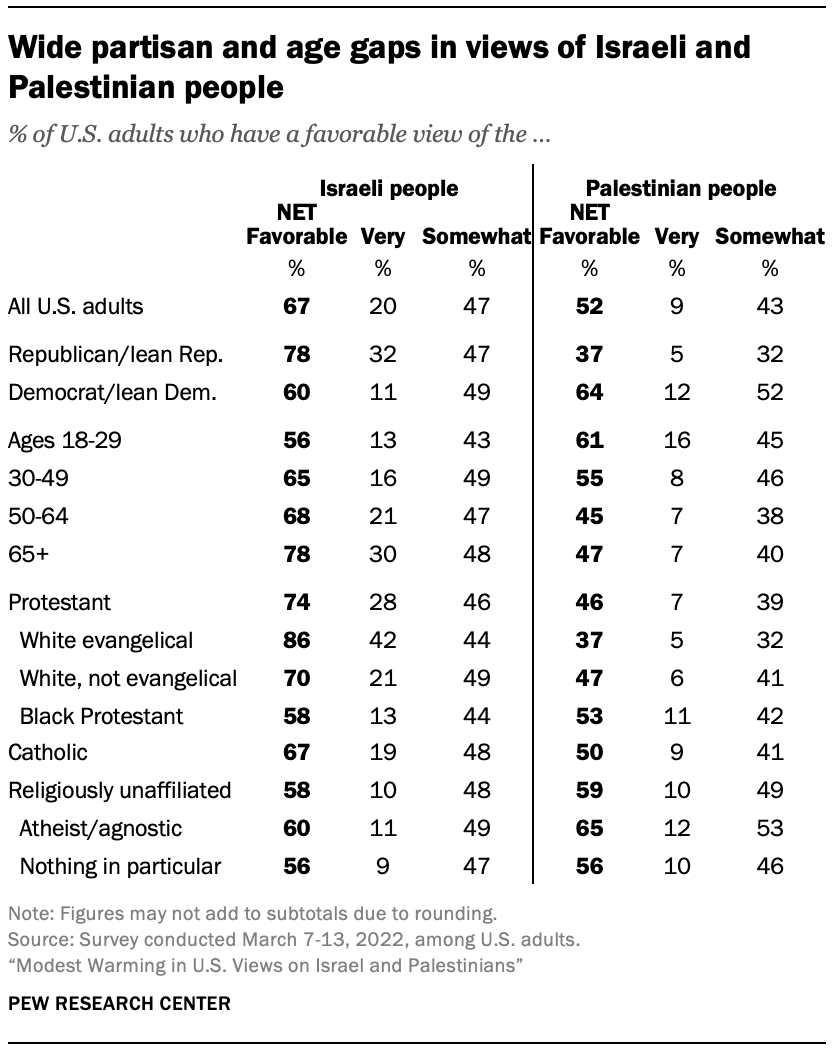 Wide partisan and age gaps in views of Israeli and
Palestinian people
% of U.S. adults who have a favorable view of the ...
Israeli people Palestinian people
NET NET
Favorable Very Somewhat Favorable Very Somewhat
% % % % % %
All U.S. adults 67 20 47 52 9 43
Republican/lean Rep. 78 32 47 37 5 32
Democrat/lean Dem. 60 11 49 64 12 52
Ages 18-29 56 13 43 61 16 45
30-49 65 16 49 55 8 46
50-64 68 21 47 45 7 38
65+ 78 30 48 47 7 40
Protestant 74 28 46 46 7 39
White evangelical 86 42 44 37 5 32
White, not evangelical 70 21 49 47 6 41
Black Protestant 58 13 44 53 11 42
Catholic 67 19 48 50 9 41
Religiously unaffiliated 58 10 48 59 10 49
Atheist/agnostic 60 11 49 65 12 53
Nothing in particular 56 9 47 56 10 46
Note: Figures may not add to subtotals due to rounding.
Source: Survey conducted March 7-13, 2022, among U.S. adults.
“Modest Warming in U.S. Views on Israel and Palestinians”
PEW RESEARCH CENTER